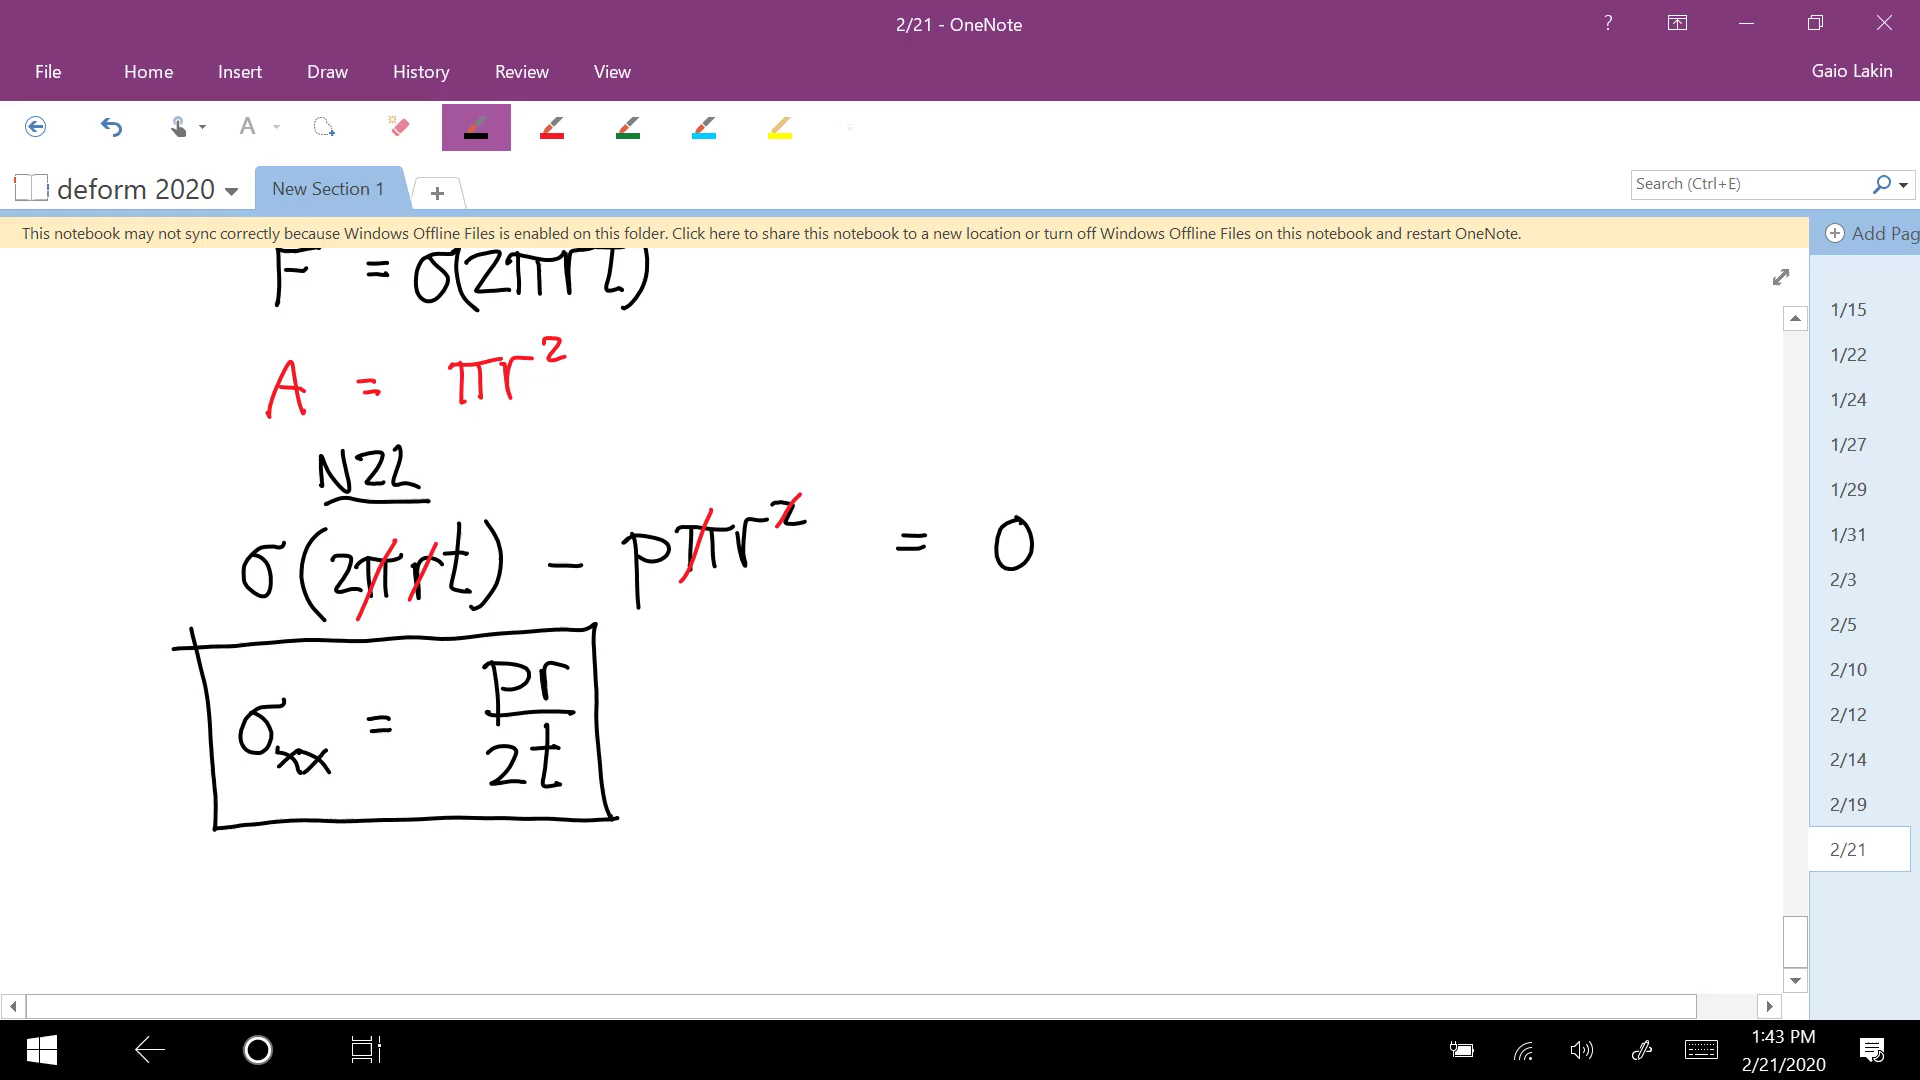 2/21 - OneNote
?
File Home Insert Draw History Review View
Gaio Lakin
A
deform 2020
New Section 1
+
Search (Ctrl+E)
This notebook may not sync correctly because Windows Offline Files is enabled on this folder. Click here to share this notebook to a new location or turn off Windows Offline Files on this notebook and restart OneNote.
Add Pag
F = σ(2πrt)
A = πr²
N2L
σ(2πrt) - pπr² = 0
σxx = pr/2t
1/15
1/22
1/24
1/27
1/29
1/31
2/3
2/5
2/10
2/12
2/14
2/19
2/21
1:43 PM
2/21/2020